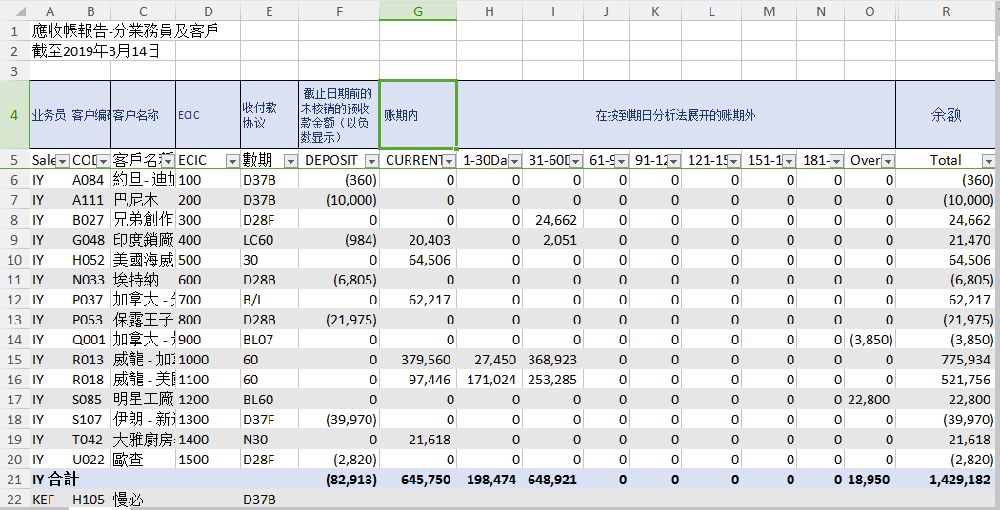 A B C D E F G H I J K L M N O R
1 應收帳報告-分業務員及客戶
2 截至2019年3月14日
3
4 业务员 客户编码 客户名称 ECIC 收付款协议 截止日期前的未核销的预收款金额（以负数显示） 账期内 在按到期日分析法展开的账期外 余额
5 Sale COD 客戶名称 ECIC 數期 DEPOSIT CURRENT 1-30Da 31-60D 61-9 91-12 121-15 151-1 181- Over Total
6 IY A084 約旦- 迪加 100 D37B (360) 0 0 0 0 0 0 0 0 0 (360)
7 IY A111 巴尼木 200 D37B (10,000) 0 0 0 0 0 0 0 0 0 (10,000)
8 IY B027 兄弟創作 300 D28F 0 0 0 24,662 0 0 0 0 0 0 24,662
9 IY G048 印度鎖廠 400 LC60 (984) 20,403 0 2,051 0 0 0 0 0 0 21,470
10 IY H052 美國海威 500 30 0 64,506 0 0 0 0 0 0 0 0 64,506
11 IY N033 埃特納 600 D28B (6,805) 0 0 0 0 0 0 0 0 0 (6,805)
12 IY P037 加拿大 - 700 B/L 0 62,217 0 0 0 0 0 0 0 0 62,217
13 IY P053 保露王子 800 D28B (21,975) 0 0 0 0 0 0 0 0 0 (21,975)
14 IY Q001 加拿大 - 900 BL07 0 0 0 0 0 0 0 0 0 (3,850) (3,850)
15 IY R013 威龍 - 加拿 1000 60 0 379,560 27,450 368,923 0 0 0 0 0 0 775,934
16 IY R018 威龍 - 美國 1100 60 0 97,446 171,024 253,285 0 0 0 0 0 0 521,756
17 IY S085 明星工廠 1200 BL60 0 0 0 0 0 0 0 0 0 22,800 22,800
18 IY S107 伊朗 - 新 1300 D37F (39,970) 0 0 0 0 0 0 0 0 0 (39,970)
19 IY T042 大雅廚房 1400 N30 0 21,618 0 0 0 0 0 0 0 0 21,618
20 IY U022 歐查 1500 D28F (2,820) 0 0 0 0 0 0 0 0 0 (2,820)
21 IY 合計 (82,913) 645,750 198,474 648,921 0 0 0 0 0 18,950 1,429,182
22 KEF H105 慢必 D37B